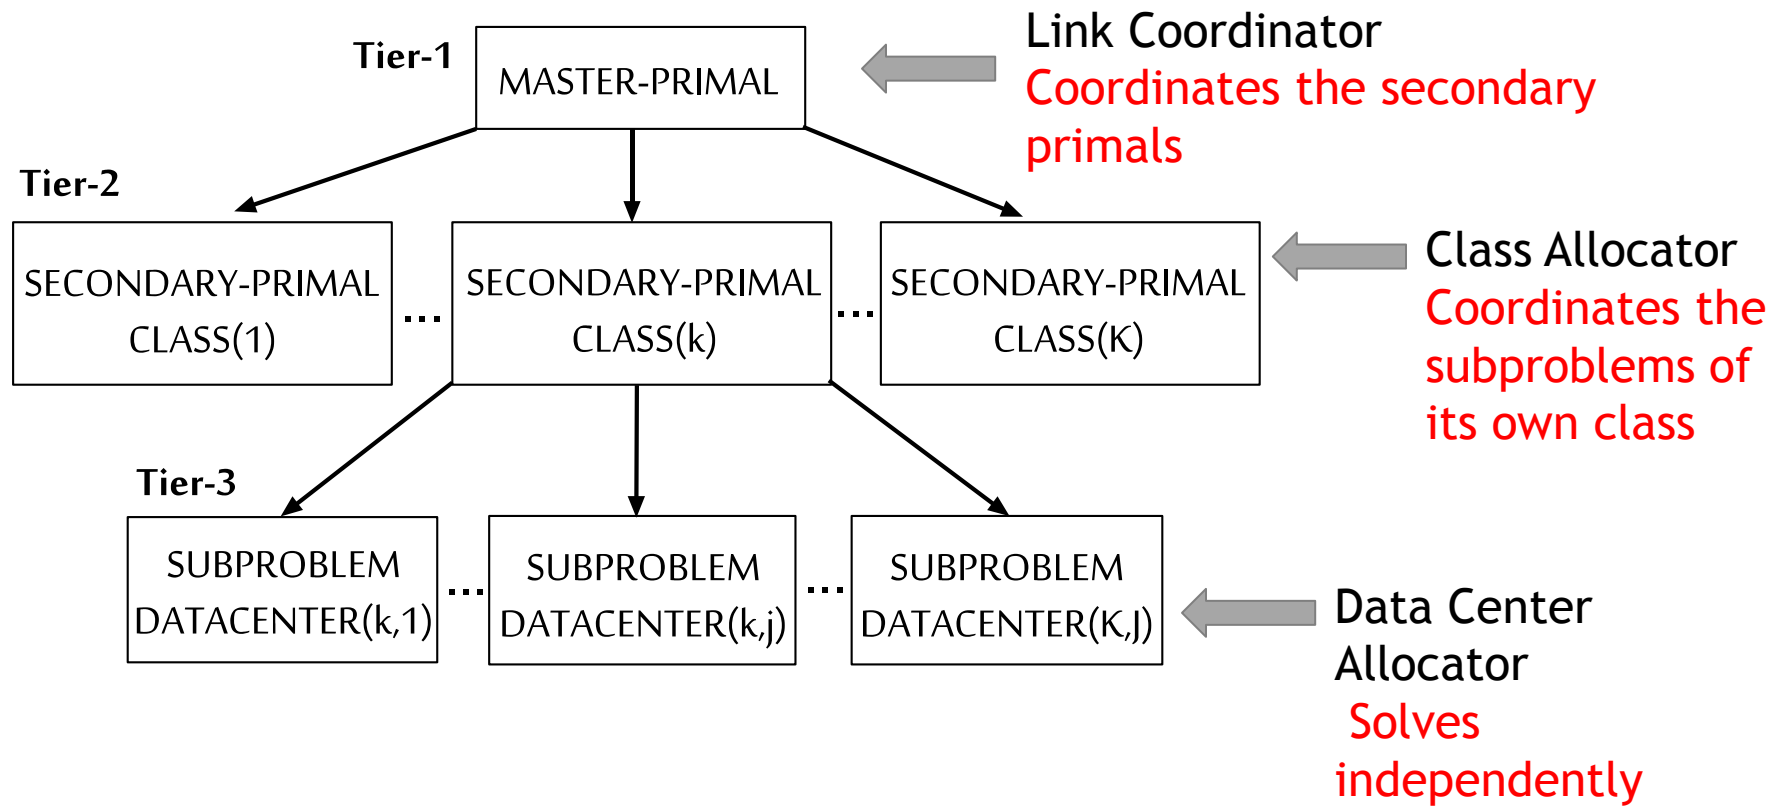 Tier-1
MASTER-PRIMAL
Link Coordinator
Coordinates the secondary
primals
Tier-2
SECONDARY-PRIMAL
CLASS(1)
....
SECONDARY-PRIMAL
CLASS(k)
....
SECONDARY-PRIMAL
CLASS(K)
Class Allocator
Coordinates the
subproblems of
its own class
Tier-3
SUBPROBLEM
DATACENTER(k,1)
....
SUBPROBLEM
DATACENTER(k,j)
....
SUBPROBLEM
DATACENTER(K,J)
Data Center
Allocator
Solves
independently